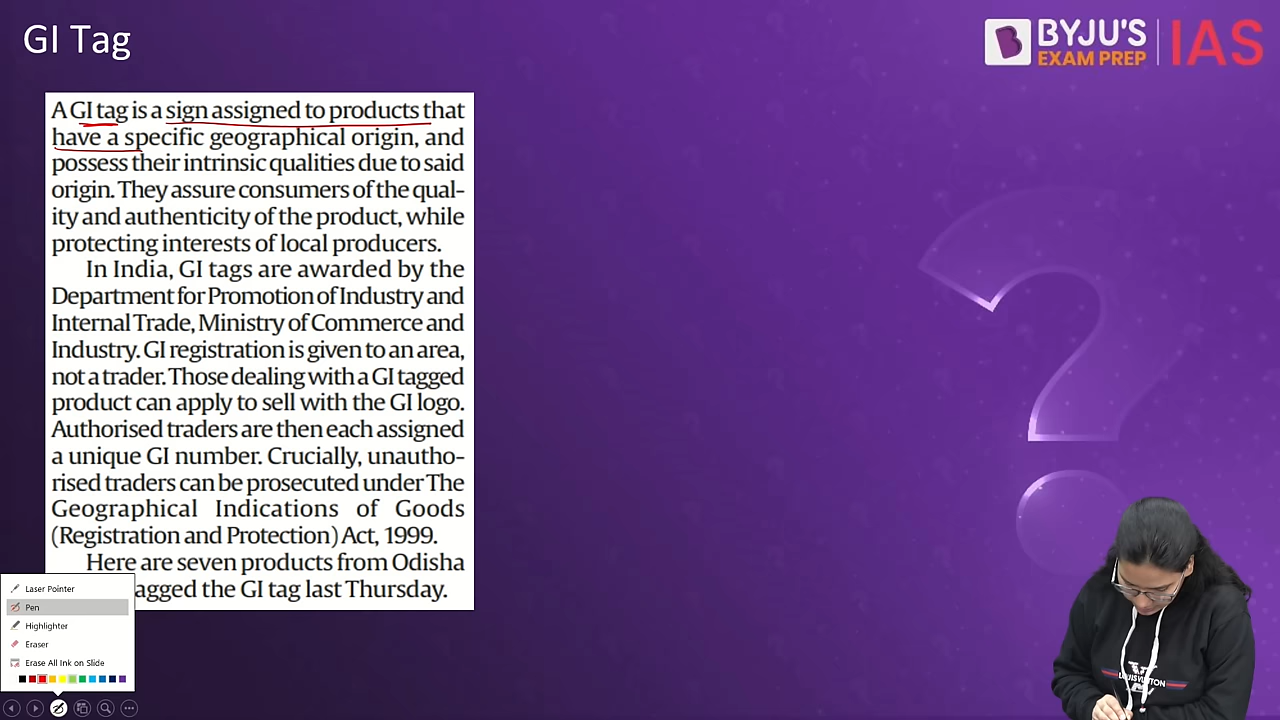 GI Tag
BYJU'S
EXAM PREP
IAS
A GI tag is a sign assigned to products that
have a specific geographical origin, and
possess their intrinsic qualities due to said
origin. They assure consumers of the qual-
ity and authenticity of the product, while
protecting interests of local producers.
In India, GI tags are awarded by the
Department for Promotion of Industry and
Internal Trade, Ministry of Commerce and
Industry. GI registration is given to an area,
not a trader. Those dealing with a GI tagged
product can apply to sell with the GI logo.
Authorised traders are then each assigned
a unique GI number. Crucially, unautho-
rised traders can be prosecuted under The
Geographical Indications of Goods
(Registration and Protection) Act, 1999.
Here are seven products from Odisha
agged the GI tag last Thursday.
Laser Pointer
Pen
Highlighter
Eraser
Erase All Ink on Slide
LOUIS VUITTON